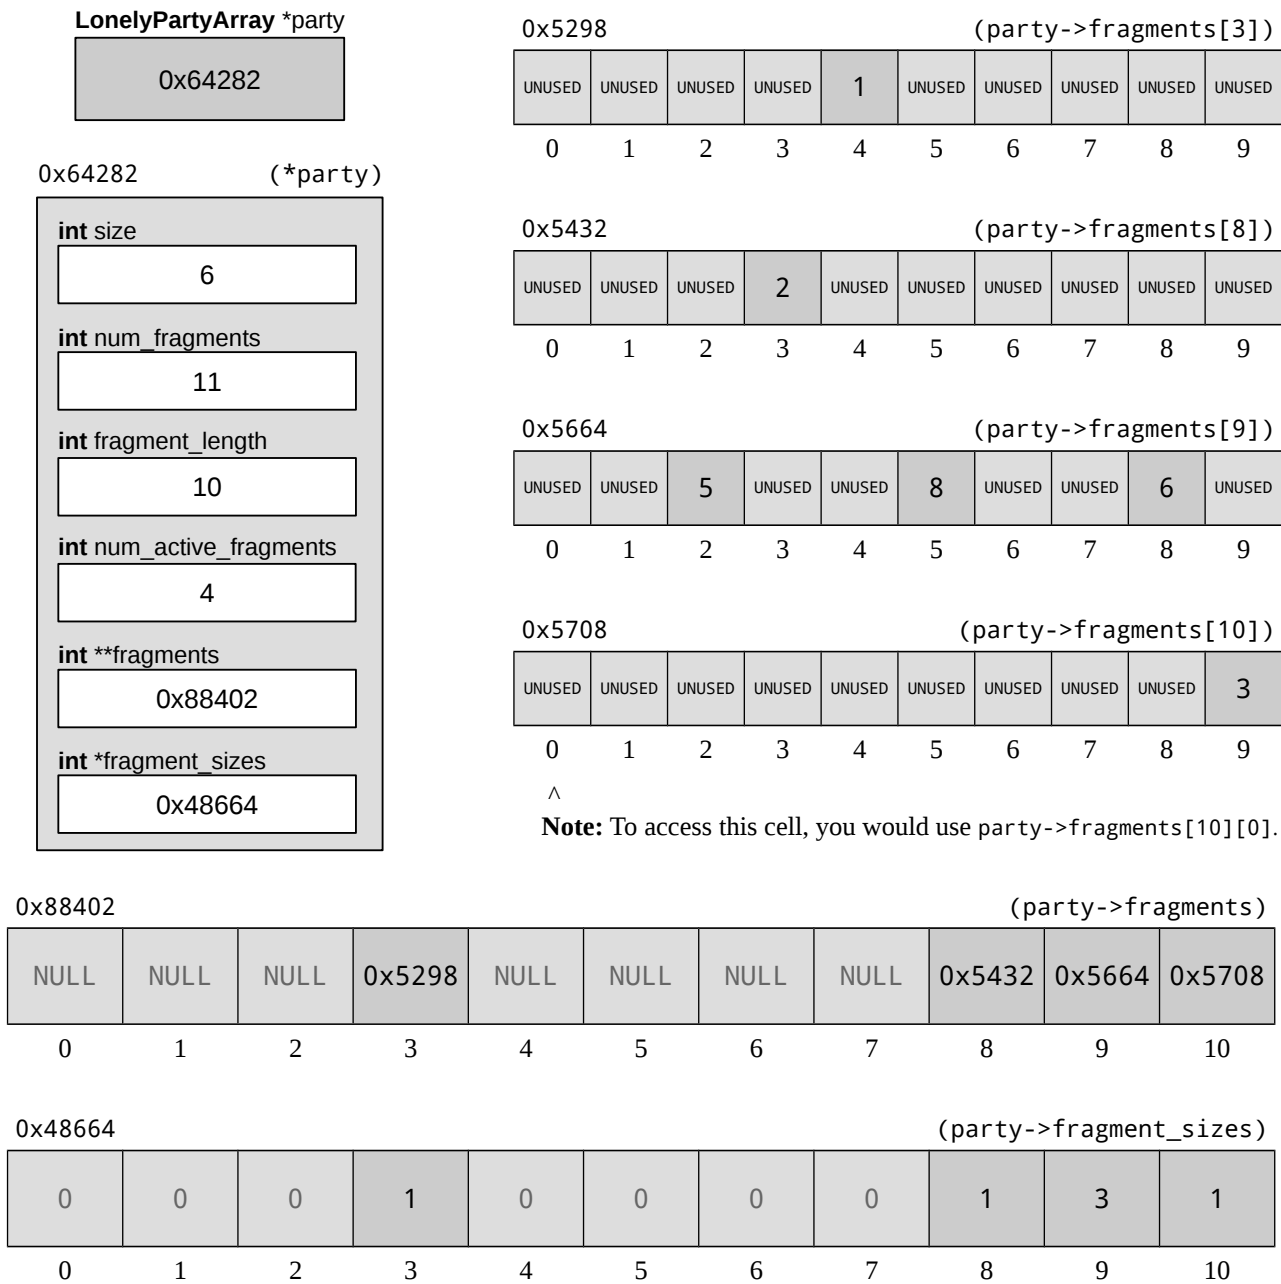 LonelyPartyArray *party
0x64282
0x64282 (*party)
int size
6
int num_fragments
11
int fragment_length
10
int num_active_fragments
4
int **fragments
0x88402
int *fragment_sizes
0x48664
0x5298 (party->fragments[3])
UNUSED UNUSED UNUSED UNUSED 1 UNUSED UNUSED UNUSED UNUSED UNUSED
0 1 2 3 4 5 6 7 8 9
0x5432 (party->fragments[8])
UNUSED UNUSED UNUSED 2 UNUSED UNUSED UNUSED UNUSED UNUSED UNUSED
0 1 2 3 4 5 6 7 8 9
0x5664 (party->fragments[9])
UNUSED UNUSED 5 UNUSED UNUSED 8 UNUSED UNUSED 6 UNUSED
0 1 2 3 4 5 6 7 8 9
0x5708 (party->fragments[10])
UNUSED UNUSED UNUSED UNUSED UNUSED UNUSED UNUSED UNUSED UNUSED 3
0 1 2 3 4 5 6 7 8 9
^
Note: To access this cell, you would use party->fragments[10][0].
0x88402 (party->fragments)
NULL NULL NULL 0x5298 NULL NULL NULL NULL 0x5432 0x5664 0x5708
0 1 2 3 4 5 6 7 8 9 10
0x48664 (party->fragment_sizes)
0 0 0 1 0 0 0 0 1 3 1
0 1 2 3 4 5 6 7 8 9 10